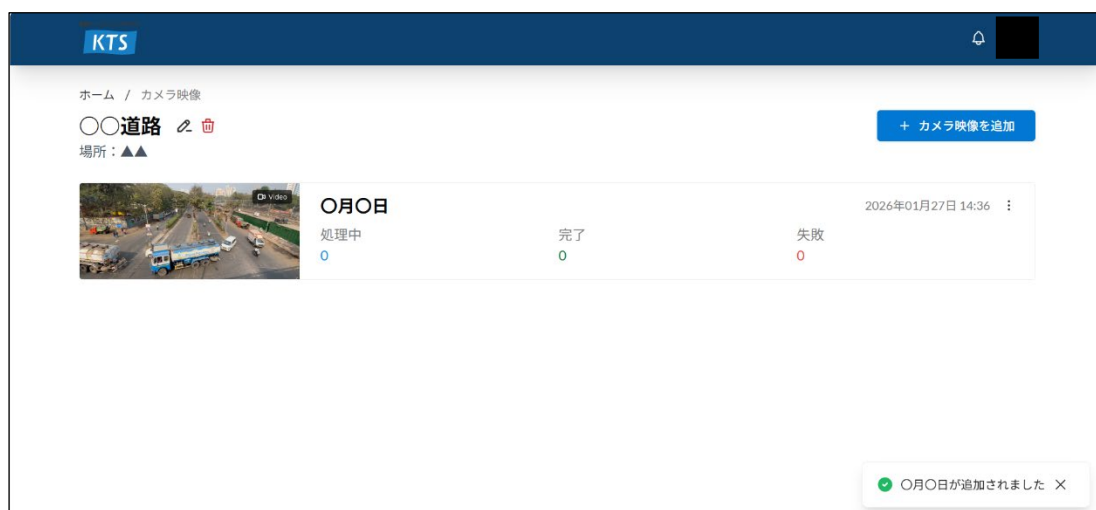 KTS
ホーム / カメラ映像
〇〇道路
+ カメラ映像を追加
場所：▲▲
Video
〇月〇日
2026年01月27日 14:36
処理中
完了
失敗
0
0
0
〇月〇日が追加されました